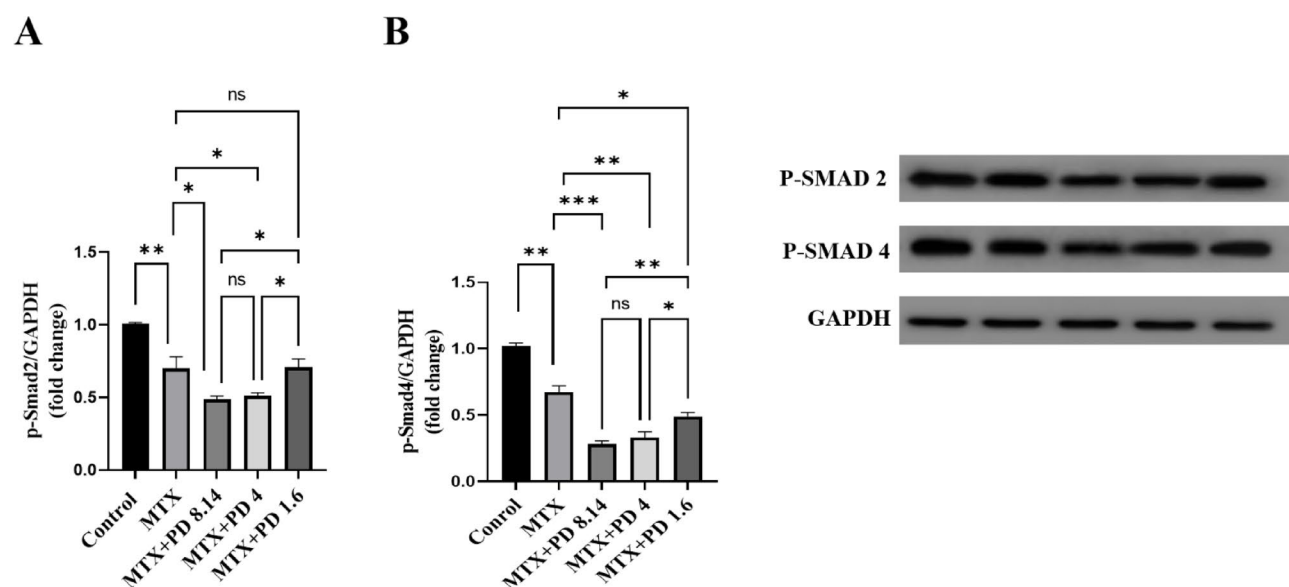 A
p-Smad2/GAPDH
(fold change)
1.5
1.0
0.5
0.0
ns
*
*
**
*
ns
*
Control
MTX
MTX+PD 8.14
MTX+PD 4
MTX+PD 1.6
B
p-Smad4/GAPDH
(fold change)
1.5
1.0
0.5
0.0
*
**
***
**
**
ns
*
Control
MTX
MTX+PD 8.14
MTX+PD 4
MTX+PD 1.6
P-SMAD 2
P-SMAD 4
GAPDH